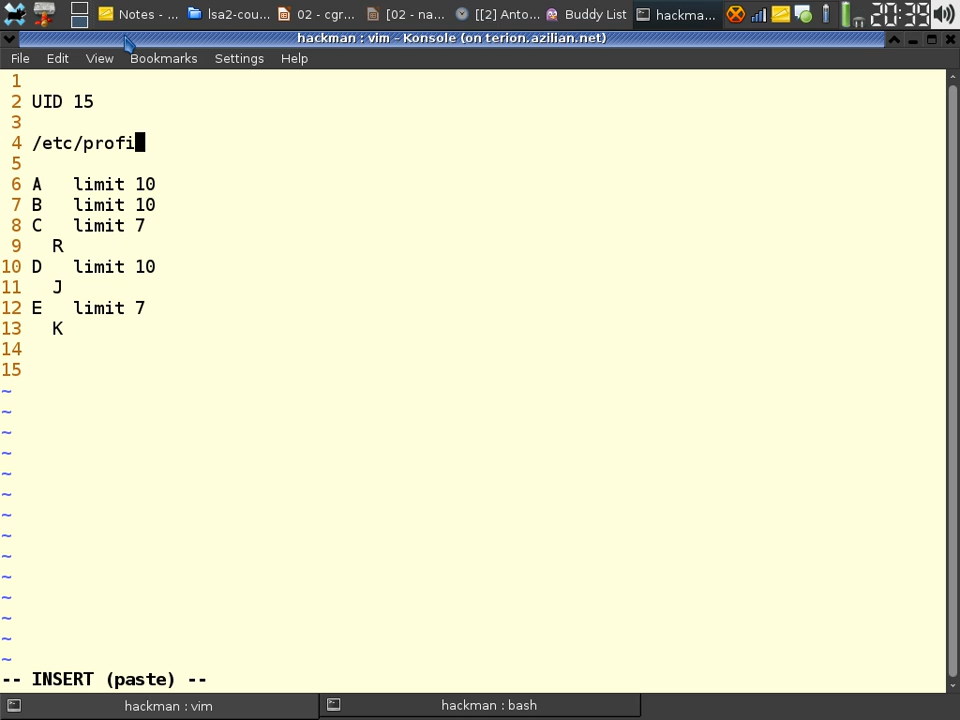 Notes - ... lsa2-cou... 02 - cgr... [02 - na... [[2] Anto... Buddy List hackma... 20:39
hackman : vim – Konsole (on terion.azilian.net)
File Edit View Bookmarks Settings Help
1
2 UID 15
3
4 /etc/profi
5
6 A limit 10
7 B limit 10
8 C limit 7
9 R
10 D limit 10
11 J
12 E limit 7
13 K
14
15
~
~
~
~
~
~
~
~
~
~
~
~
~
~
-- INSERT (paste) --
hackman : vim hackman : bash